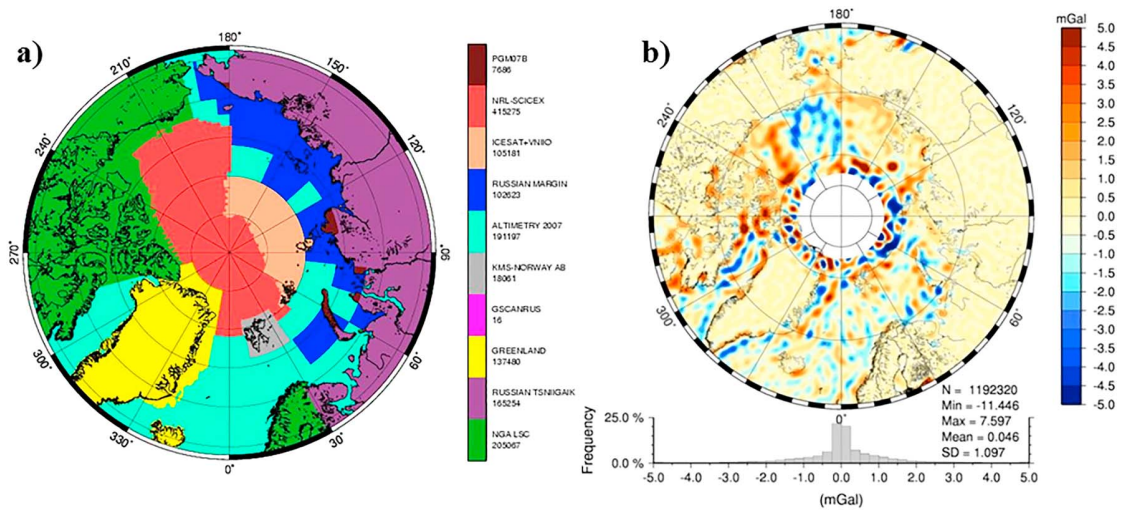 a)
180°
150°
120°
90°
60°
30°
0°
330°
300°
270°
240°
210°
PGM07B
7686
NRL-SCICEX
415275
ICESAT+VNIIO
105181
RUSSIAN MARGIN
102623
ALTIMETRY 2007
191197
KMS-NORWAY AB
18061
GSCANRUS
16
GREENLAND
137480
RUSSIAN TSNIIGAIK
165254
NGA LSC
205067
b)
180°
150°
120°
90°
60°
30°
0°
330°
300°
270°
240°
210°
mGal
5.0
4.5
4.0
3.5
3.0
2.5
2.0
1.5
1.0
0.5
0.0
-0.5
-1.0
-1.5
-2.0
-2.5
-3.0
-3.5
-4.0
-4.5
-5.0
N = 1192320
Min = -11.446
Max = 7.597
Mean = 0.046
SD = 1.097
Frequency
25.0 %
0.0 %
-5.0 -4.0 -3.0 -2.0 -1.0 0.0 1.0 2.0 3.0 4.0 5.0
(mGal)